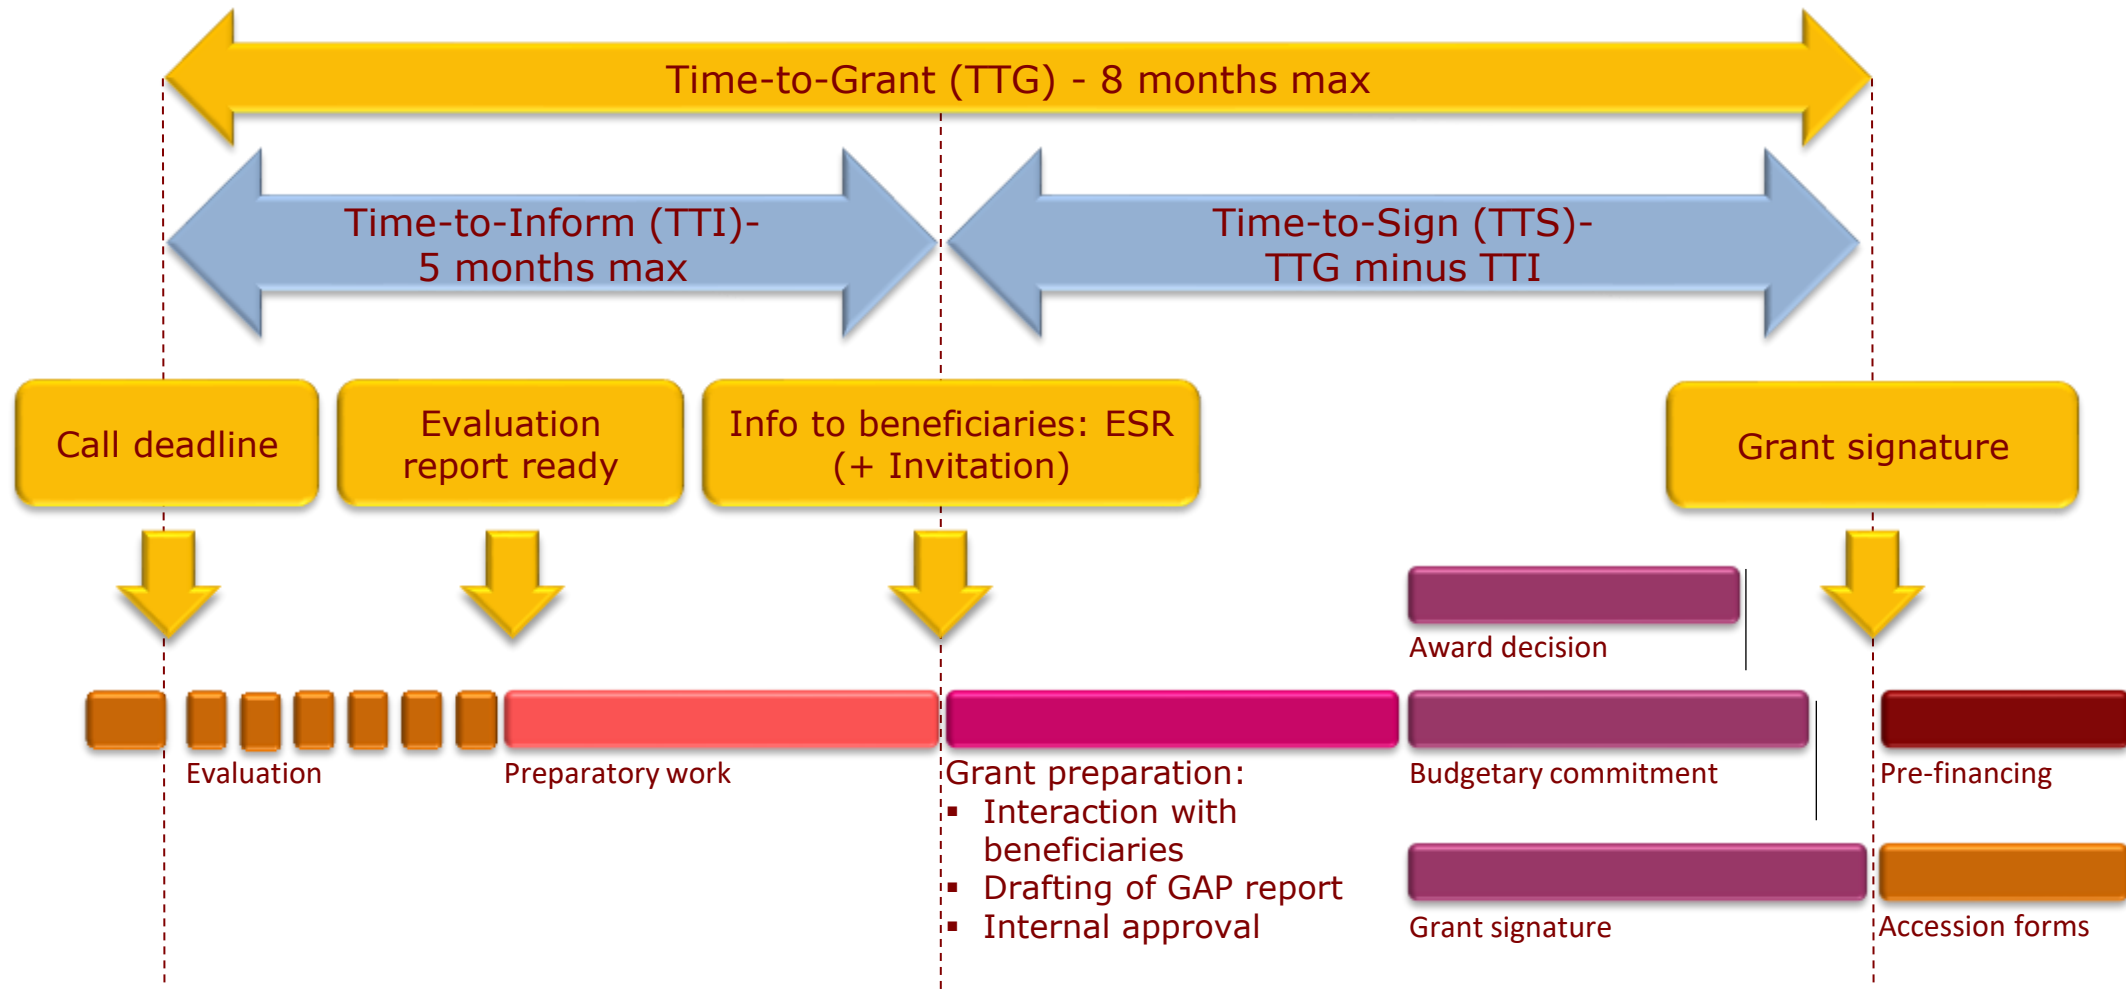 Time-to-Grant (TTG) - 8 months max
Time-to-Inform (TTI)-
5 months max
Time-to-Sign (TTS)-
TTG minus TTI
Call deadline
Evaluation
report ready
Info to beneficiaries: ESR
(+ Invitation)
Grant signature
Award decision
Evaluation
Preparatory work
Grant preparation:
▪ Interaction with
beneficiaries
▪ Drafting of GAP report
▪ Internal approval
Budgetary commitment
Pre-financing
Grant signature
Accession forms